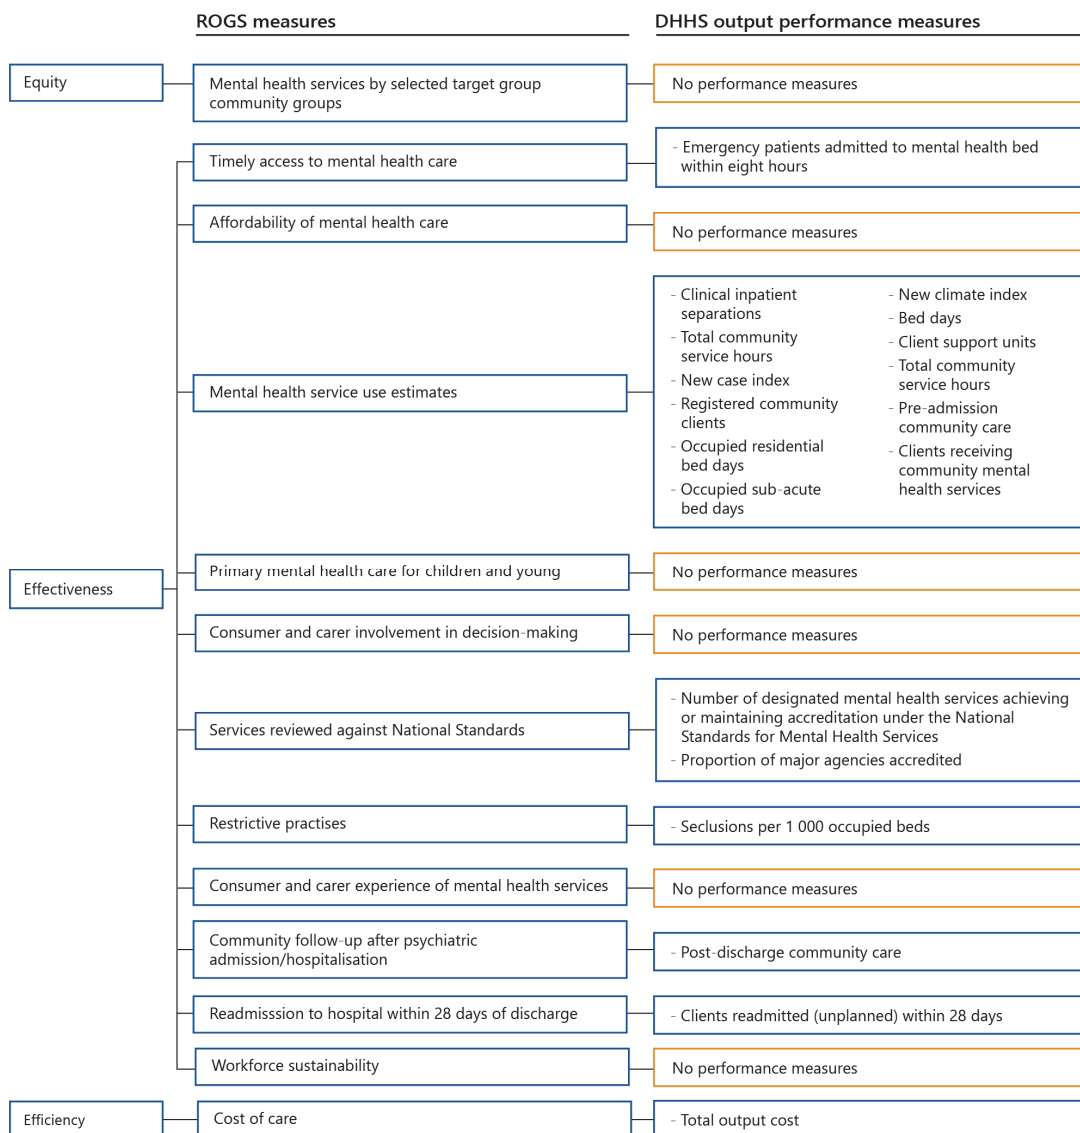 ROGS measures
DHHS output performance measures
Equity
Mental health services by selected target group
community groups
No performance measures
Timely access to mental health care
- Emergency patients admitted to mental health bed
within eight hours
Affordability of mental health care
No performance measures
Mental health service use estimates
- Clinical inpatient
separations
- Total community
service hours
- New case index
- Registered community
clients
- Occupied residential
bed days
- Occupied sub-acute
bed days
- New climate index
- Bed days
- Client support units
- Total community
service hours
- Pre-admission
community care
- Clients receiving
community mental
health services
Effectiveness
Primary mental health care for children and young
No performance measures
Consumer and carer involvement in decision-making
No performance measures
Services reviewed against National Standards
- Number of designated mental health services achieving
or maintaining accreditation under the National
Standards for Mental Health Services
- Proportion of major agencies accredited
Restrictive practises
- Seclusions per 1 000 occupied beds
Consumer and carer experience of mental health services
No performance measures
Community follow-up after psychiatric
admission/hospitalisation
- Post-discharge community care
Readmisssion to hospital within 28 days of discharge
- Clients readmitted (unplanned) within 28 days
Workforce sustainability
No performance measures
Efficiency
Cost of care
- Total output cost